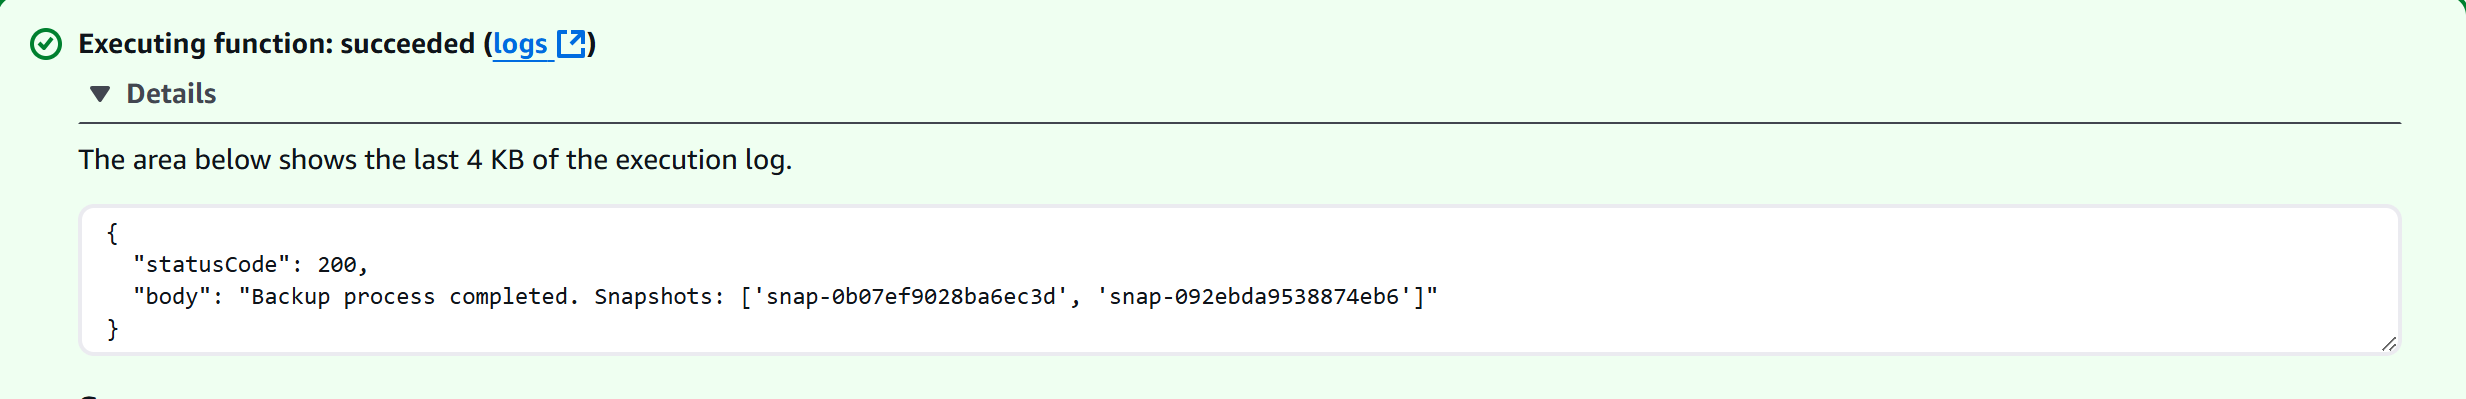 Executing function: succeeded (logs)
Details
The area below shows the last 4 KB of the execution log.
{
  "statusCode": 200,
  "body": "Backup process completed. Snapshots: ['snap-0b07ef9028ba6ec3d', 'snap-092ebda9538874eb6']"
}